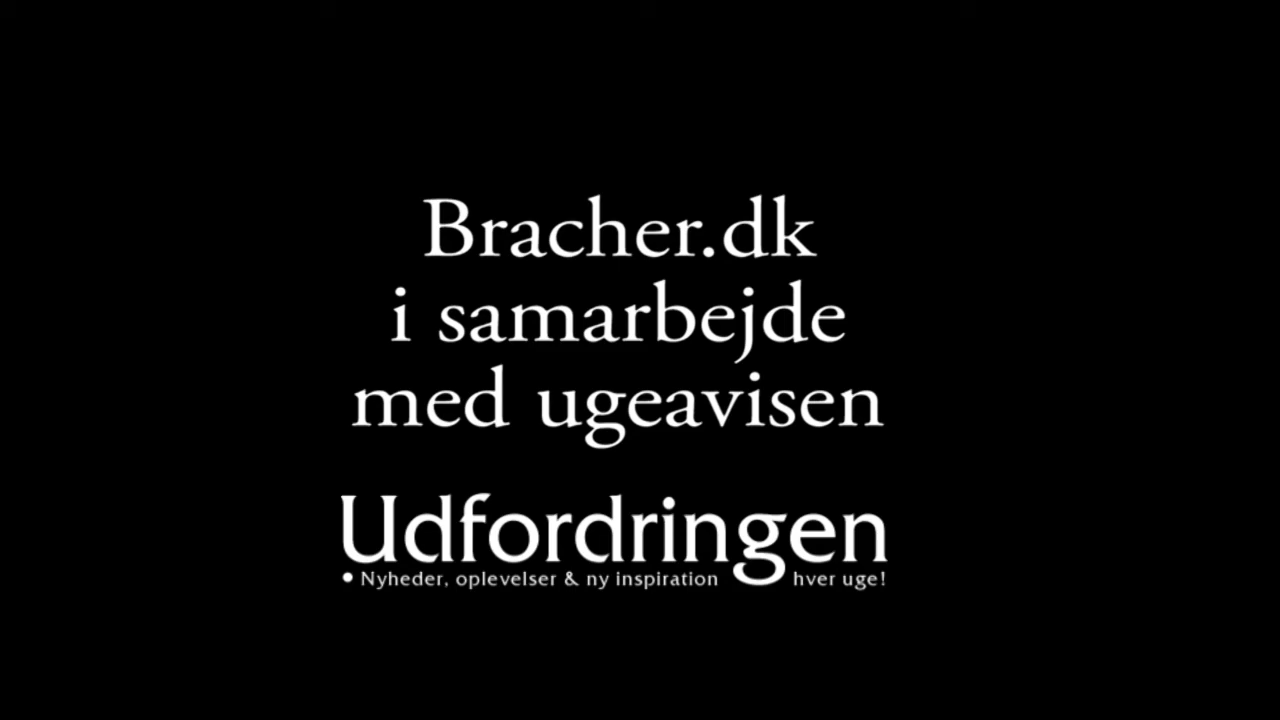 Bracher.dk
i samarbejde
med ugeavisen
Udfordringen
• Nyheder, oplevelser & ny inspiration hver uge!